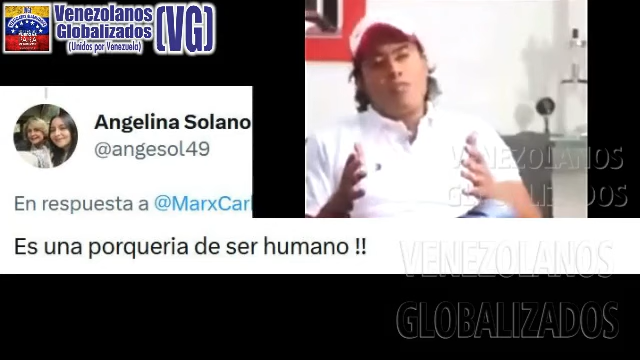 Venezolanos
Globalizados
(Unidos por Venezuela)
(VG)
Angelina Solano
@angesol49
En respuesta a @MarxCarl
Es una porqueria de ser humano !!
VENEZOLANOS
GLOBALIZADOS
VENEZOLANOS
GLOBALIZADOS